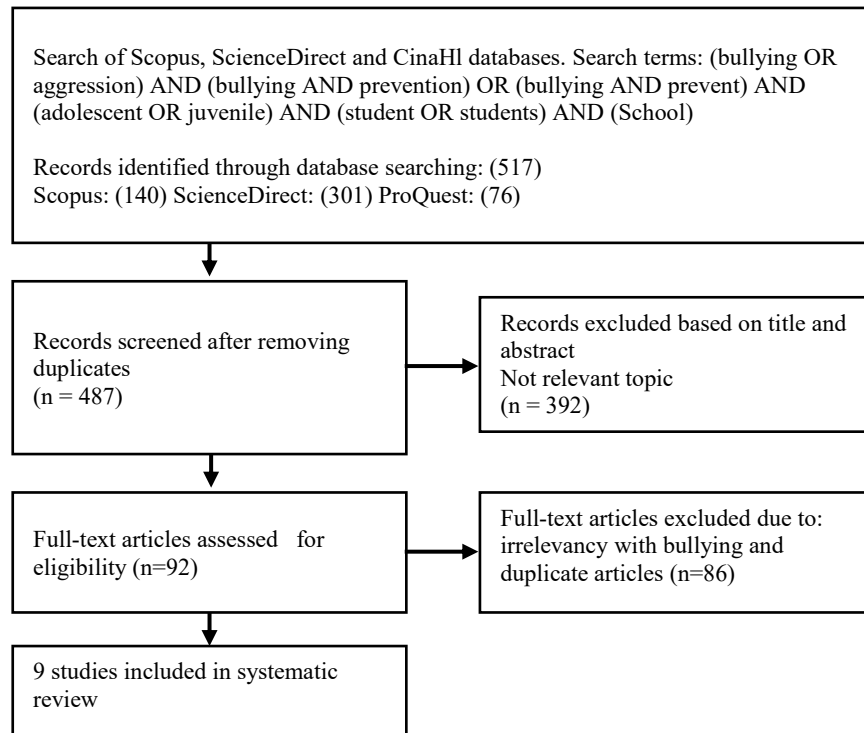 Search of Scopus, ScienceDirect and CinaHl databases. Search terms: (bullying OR
aggression) AND (bullying AND prevention) OR (bullying AND prevent) AND
(adolescent OR juvenile) AND (student OR students) AND (School)
Records identified through database searching: (517)
Scopus: (140) ScienceDirect: (301) ProQuest: (76)
Records screened after removing
duplicates
(n = 487)
Records excluded based on title and
abstract
Not relevant topic
(n = 392)
Full-text articles assessed for
eligibility (n=92)
Full-text articles excluded due to:
irrelevancy with bullying and
duplicate articles (n=86)
9 studies included in systematic
review